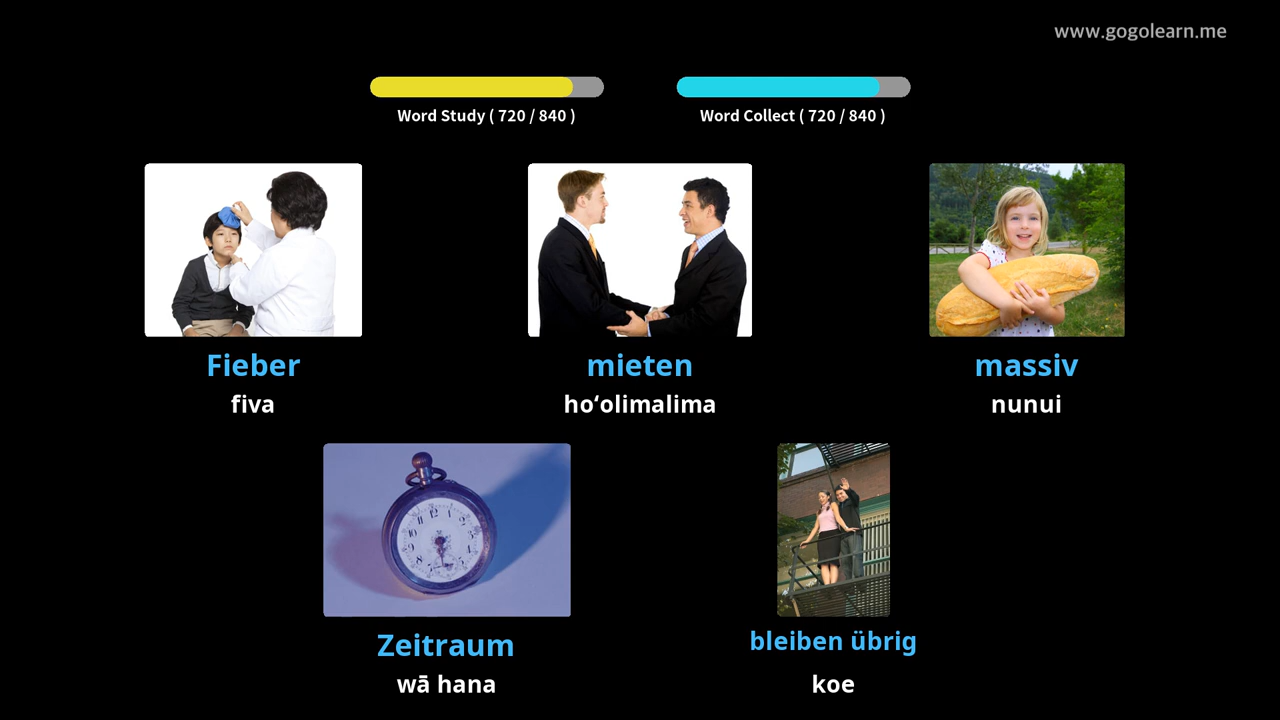 www.gogolearn.me
Word Study ( 720 / 840 )
Word Collect ( 720 / 840 )
Fieber
fiva
mieten
hoʻolimalima
massiv
nunui
Zeitraum
wā hana
bleiben übrig
koe